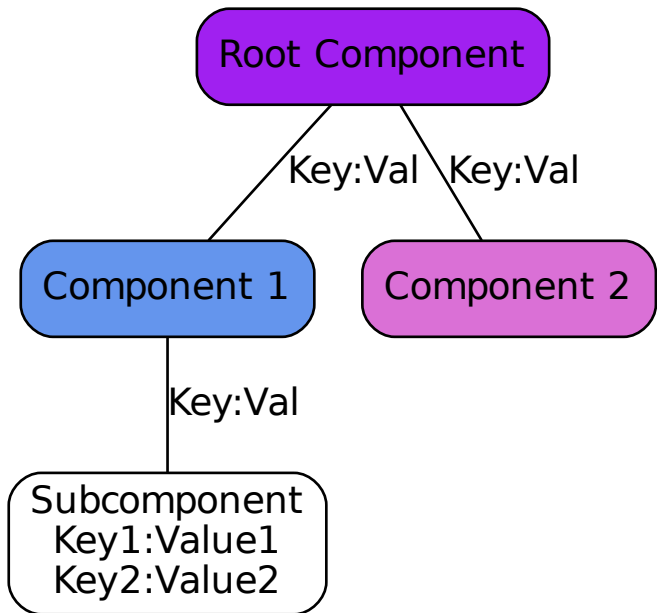 Root Component
Key:Val
Key:Val
Component 1
Component 2
Key:Val
Subcomponent
Key1:Value1
Key2:Value2